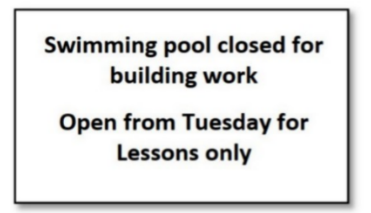 Swimming pool closed for
building work
Open from Tuesday for
Lessons only